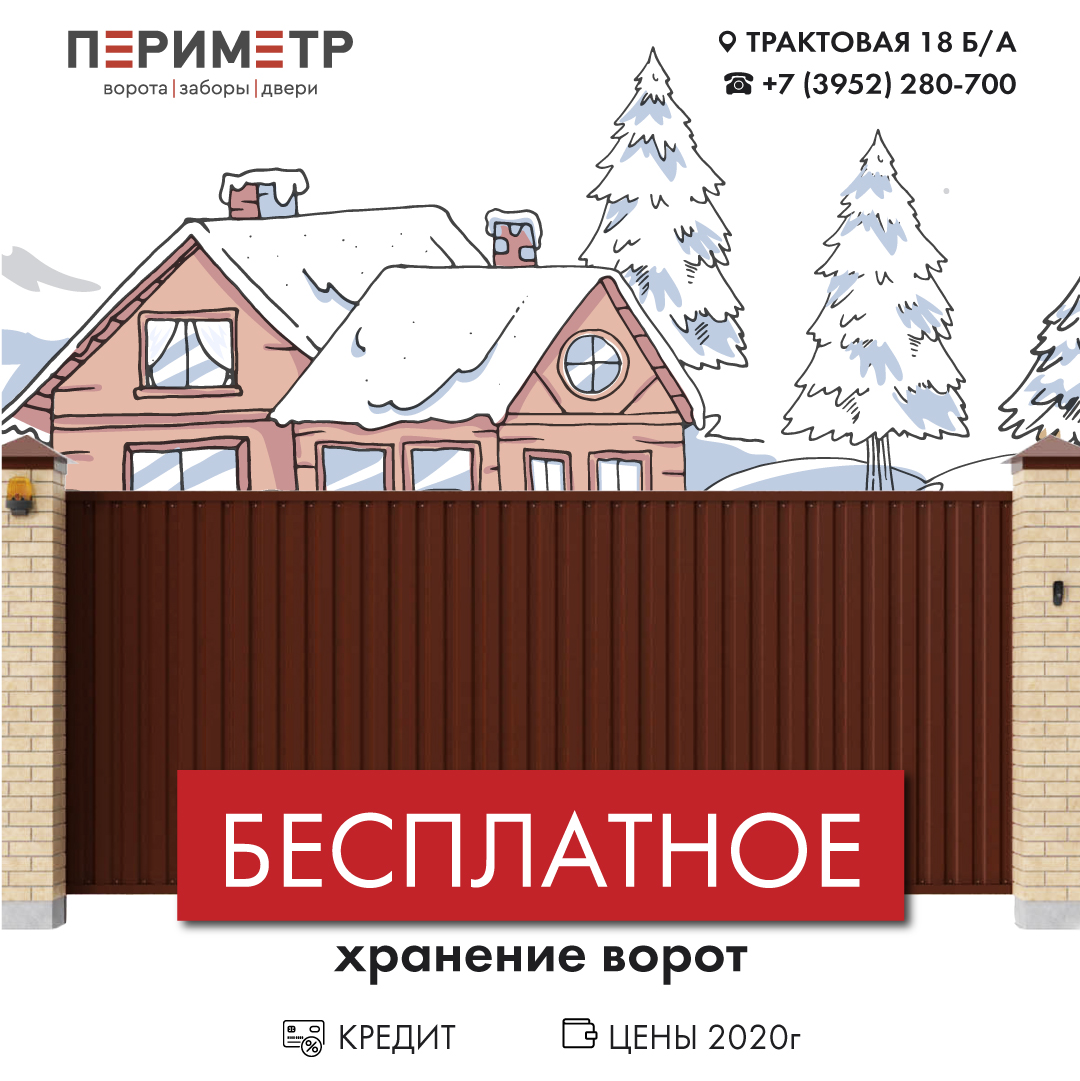 ПЕРИМЕТР
ворота|заборы|двери
ТРАКТОВАЯ 18 Б/А
+7 (3952) 280-700
БЕСПЛАТНОЕ
хранение ворот
% КРЕДИТ
ЦЕНЫ 2020г